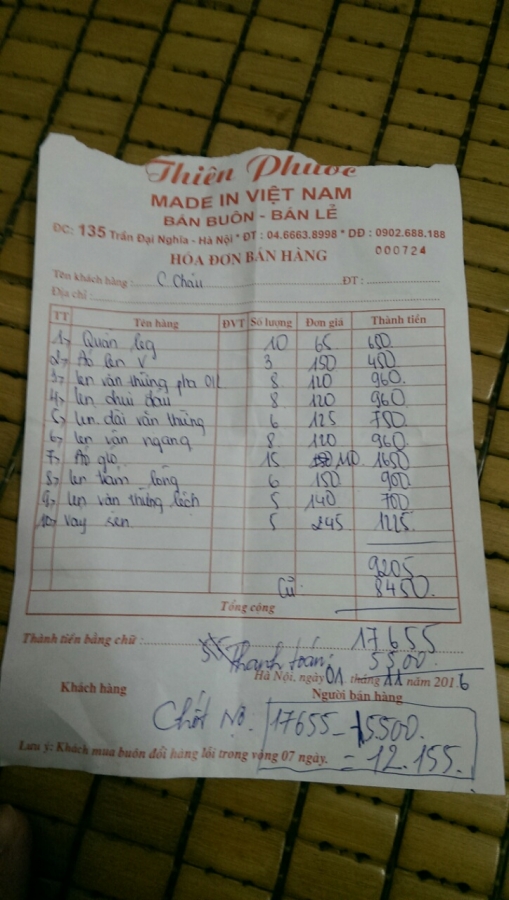 Thiên Phước
MADE IN VIỆT NAM
BÁN BUÔN - BÁN LẺ
ĐC: 135 Trần Đại Nghĩa - Hà Nội * ĐT : 04.6663.8998 * DĐ : 0902.688.188
HÓA ĐƠN BÁN HÀNG 000724
Tên khách hàng : C Châu ĐT :
Địa chỉ :
TT Tên hàng ĐVT Số lượng Đơn giá Thành tiền
1, Quần leg 10 65 650
2, Áo len V 3 150 450
3, len vặn thừng pha 8 120 960
4, len chui đầu 8 120 960
5, len dài vặn thừng 6 125 750
6, len vặn ngang 8 120 960
7, Áo gió 15 110 1650
8, len lông 6 150 900
9, len vặn thừng lệch 5 140 700
10, Vay sen 5 245 1225
9205
Cũ: 8450
Tổng cộng
Thành tiền bằng chữ : 17655
Thanh toán: 5500
Hà Nội, ngày 01 tháng 11 năm 2016
Khách hàng Người bán hàng
Chốt Nợ. 17655 - 5500.
Lưu ý: Khách mua buôn đổi hàng lỗi trong vòng 07 ngày. = 12.155.